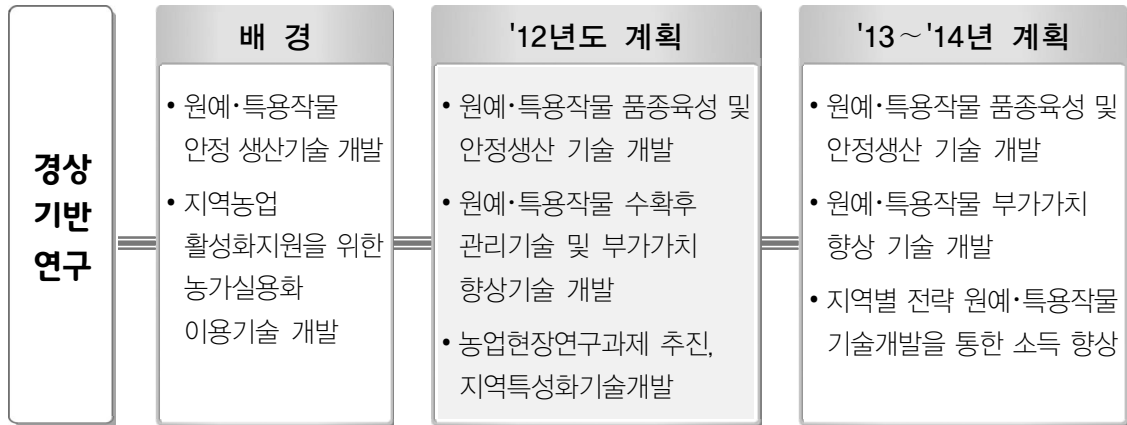 경상
기반
연구
배 경
• 원예·특용작물
안정 생산기술 개발
• 지역농업
활성화지원을 위한
농가실용화
이용기술 개발
'12년도 계획
• 원예·특용작물 품종육성 및
안정생산 기술 개발
• 원예·특용작물 수확후
관리기술 및 부가가치
향상기술 개발
• 농업현장연구과제 추진,
지역특성화기술개발
'13～'14년 계획
• 원예·특용작물 품종육성 및
안정생산 기술 개발
• 원예·특용작물 부가가치
향상 기술 개발
• 지역별 전략 원예·특용작물
기술개발을 통한 소득 향상